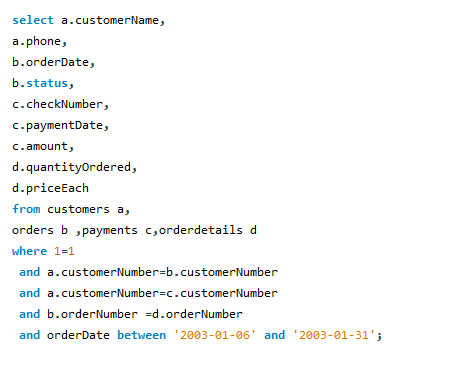 select a.customerName,
a.phone,
b.orderDate,
b.status,
c.checkNumber,
c.paymentDate,
c.amount,
d.quantityOrdered,
d.priceEach
from customers a,
orders b ,payments c,orderdetails d
where 1=1
and a.customerNumber=b.customerNumber
and a.customerNumber=c.customerNumber
and b.orderNumber =d.orderNumber
and orderDate between '2003-01-06' and '2003-01-31';